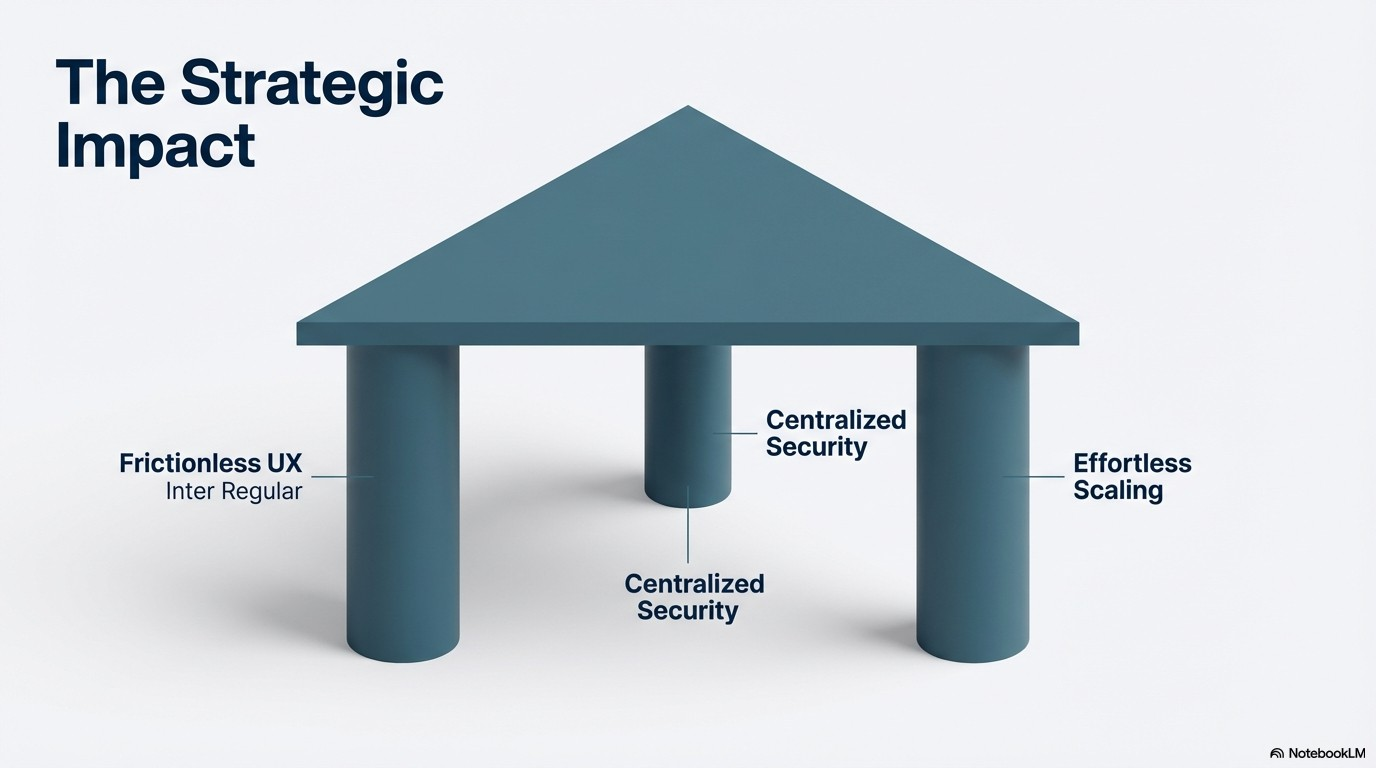 The Strategic
Impact
Centralized
Security
Frictionless UX
Inter Regular
Effortless
Scaling
Centralized
Security
NotebookLM